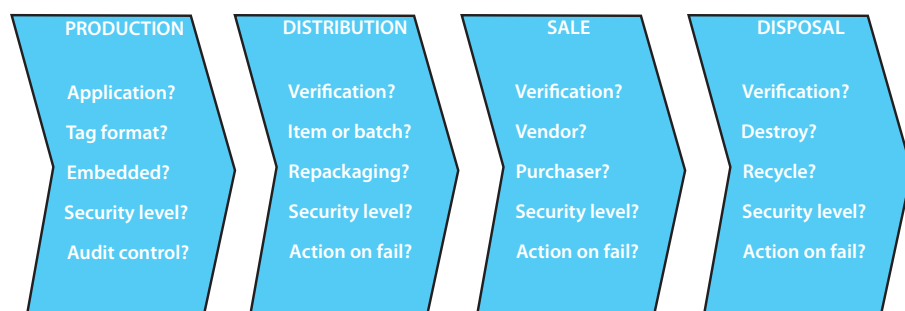 PRODUCTION
Application?
Tag format?
Embedded?
Security level?
Audit control?
DISTRIBUTION
Verification?
Item or batch?
Repackaging?
Security level?
Action on fail?
SALE
Verification?
Vendor?
Purchaser?
Security level?
Action on fail?
DISPOSAL
Verification?
Destroy?
Recycle?
Security level?
Action on fail?